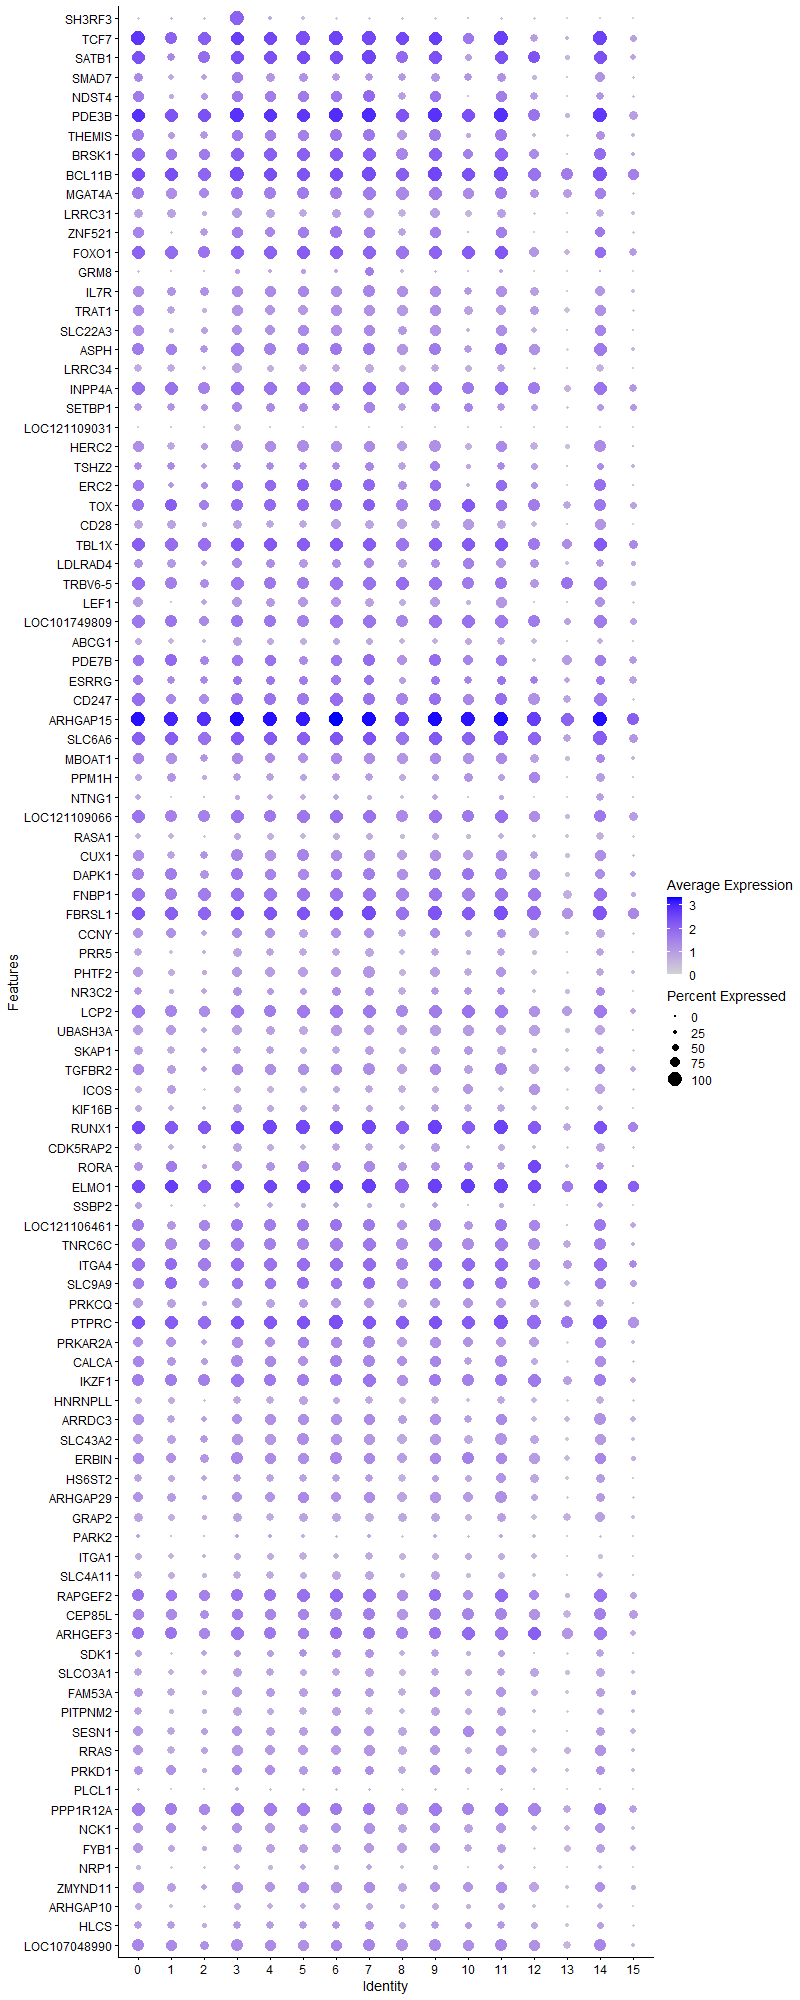 SH3RF3
TCF7
SATB1
SMAD7
NDST4
PDE3B
THEMIS
BRSK1
BCL11B
MGAT4A
LRRC31
ZNF521
FOXO1
GRM8
IL7R
TRAT1
SLC22A3
ASPH
LRRC34
INPP4A
SETBP1
LOC121109031
HERC2
TSHZ2
ERC2
TOX
CD28
TBL1X
LDLRAD4
TRBV6-5
LEF1
LOC101749809
ABCG1
PDE7B
ESRRG
CD247
ARHGAP15
SLC6A6
MBOAT1
PPM1H
NTNG1
LOC121109066
RASA1
CUX1
DAPK1
FNBP1
FBRSL1
CCNY
PRR5
PHTF2
NR3C2
LCP2
UBASH3A
SKAP1
TGFBR2
ICOS
KIF16B
RUNX1
CDK5RAP2
RORA
ELMO1
SSBP2
LOC121106461
TNRC6C
ITGA4
SLC9A9
PRKCQ
PTPRC
PRKAR2A
CALCA
IKZF1
HNRNPLL
ARRDC3
SLC43A2
ERBIN
HS6ST2
ARHGAP29
GRAP2
PARK2
ITGA1
SLC4A11
RAPGEF2
CEP85L
ARHGEF3
SDK1
SLCO3A1
FAM53A
PITPNM2
SESN1
RRAS
PRKD1
PLCL1
PPP1R12A
NCK1
FYB1
NRP1
ZMYND11
ARHGAP10
HLCS
LOC107048990
Features
0 1 2 3 4 5 6 7 8 9 10 11 12 13 14 15
Identity
Average Expression
3
2
1
0
Percent Expressed
0
25
50
75
100